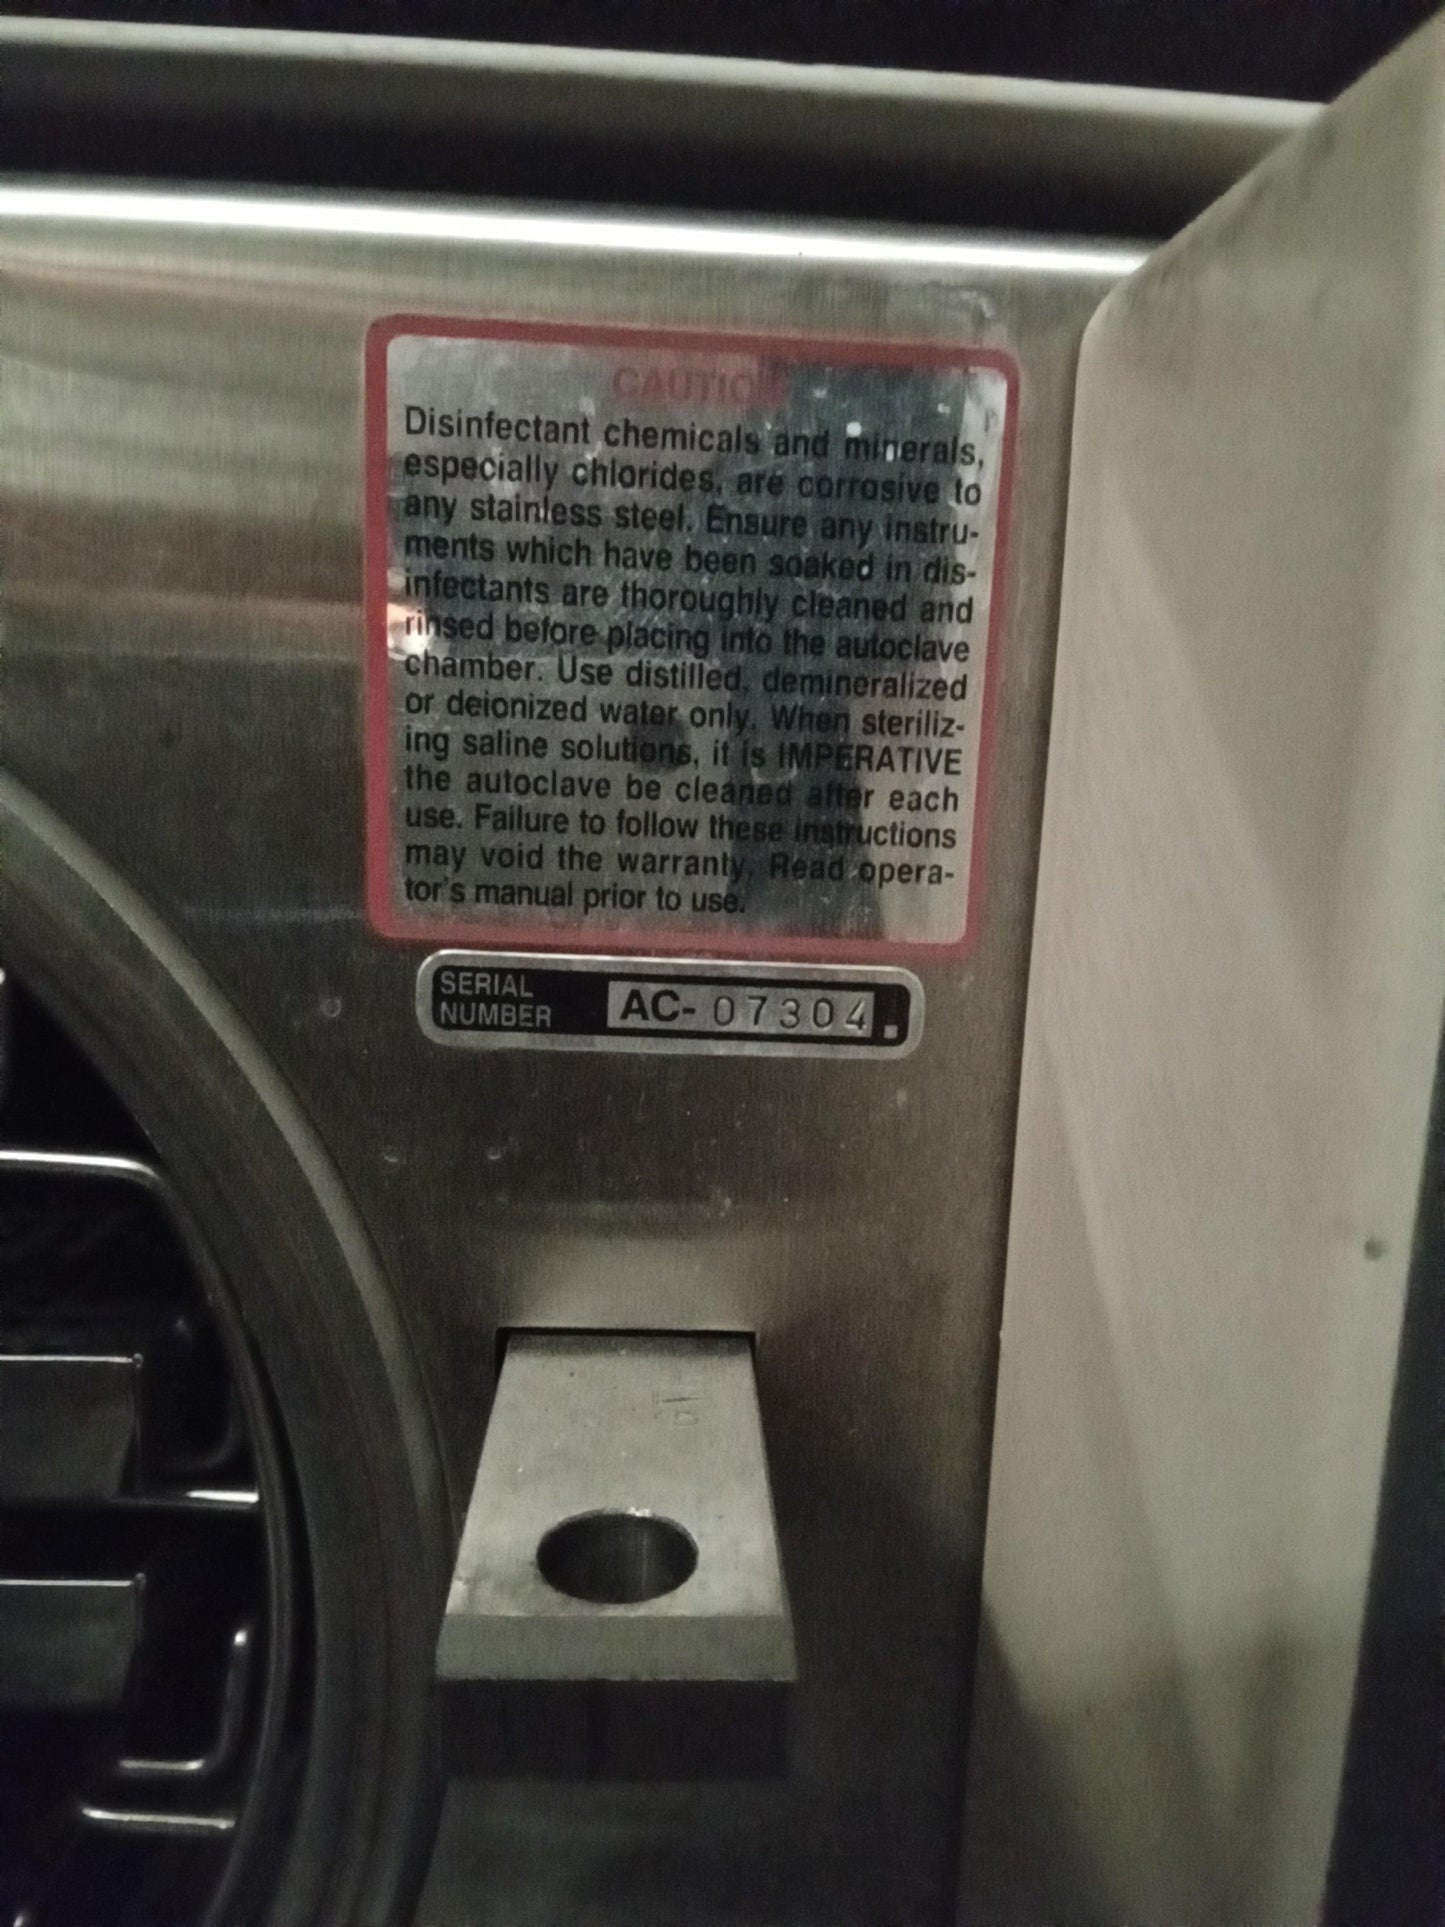 CAUTION
Disinfectant chemicals and minerals,
especially chlorides, are corrosive to
any stainless steel. Ensure any instru-
ments which have been soaked in dis-
infectants are thoroughly cleaned and
rinsed before placing into the autoclave
chamber. Use distilled, demineralized
or deionized water only. When steriliz-
ing saline solutions, it is IMPERATIVE
the autoclave be cleaned after each
use. Failure to follow these instructions
may void the warranty. Read opera-
tor's manual prior to use.
SERIAL
NUMBER AC-07304